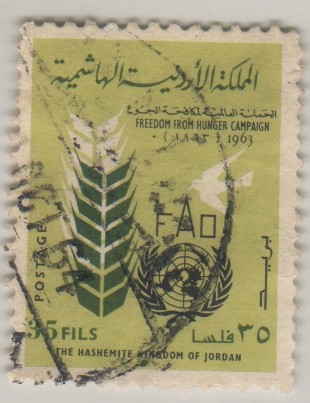 المملكة الأردنية الهاشمية
الحملة العالمية لمكافحة الجوع
FREEDOM FROM HUNGER CAMPAIGN
(١٩٦٣) 1963
FAO
POSTAGE
بريد
35 FILS
٣٥ فلسا
THE HASHEMITE KINGDOM OF JORDAN